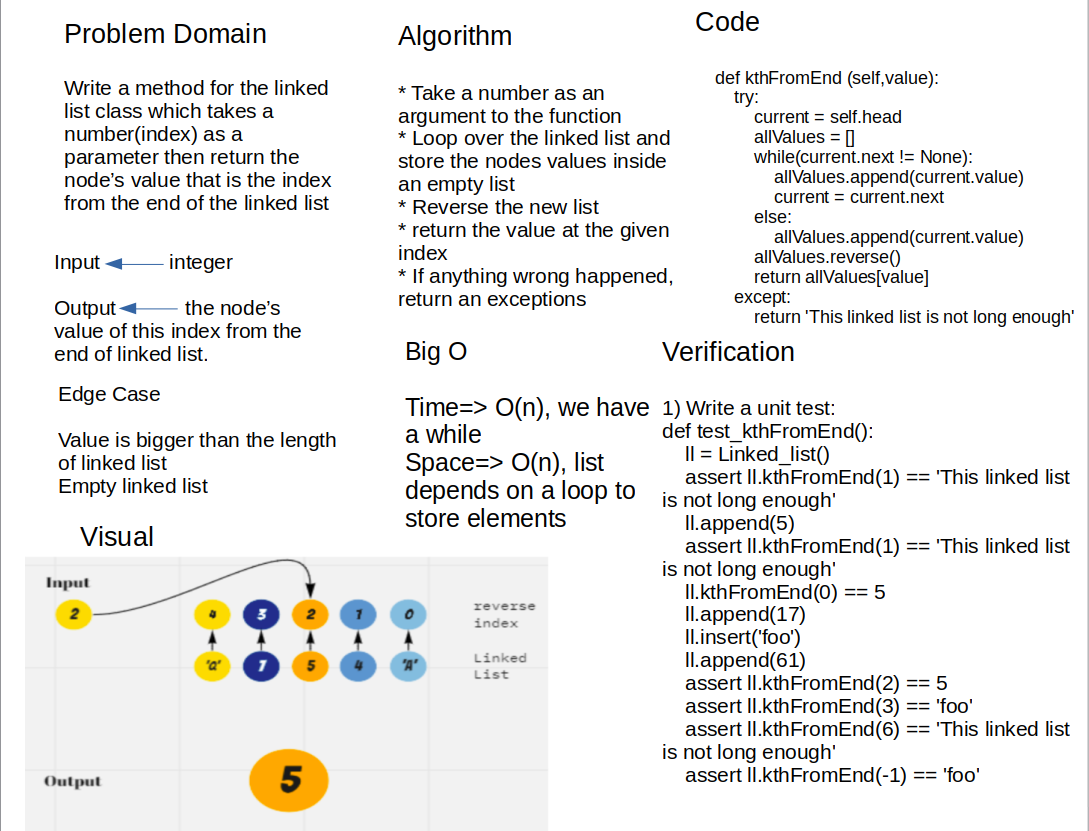 Problem Domain
Write a method for the linked
list class which takes a
number(index) as a
parameter then return the
node's value that is the index
from the end of the linked list
Input integer
Output the node's
value of this index from the
end of linked list.
Edge Case
Value is bigger than the length
of linked list
Empty linked list
Visual
Input
2
4 3 2 1 0
reverse
index
'a' 7 5 4 'A'
Linked
List
Output
5
Algorithm
* Take a number as an
argument to the function
* Loop over the linked list and
store the nodes values inside
an empty list
* Reverse the new list
* return the value at the given
index
* If anything wrong happened,
return an exceptions
Big O
Time=> O(n), we have
a while
Space=> O(n), list
depends on a loop to
store elements
Code
def kthFromEnd (self,value):
try:
current = self.head
allValues = []
while(current.next != None):
allValues.append(current.value)
current = current.next
else:
allValues.append(current.value)
allValues.reverse()
return allValues[value]
except:
return 'This linked list is not long enough'
Verification
1) Write a unit test:
def test_kthFromEnd():
ll = Linked_list()
assert ll.kthFromEnd(1) == 'This linked list
is not long enough'
ll.append(5)
assert ll.kthFromEnd(1) == 'This linked list
is not long enough'
ll.kthFromEnd(0) == 5
ll.append(17)
ll.insert('foo')
ll.append(61)
assert ll.kthFromEnd(2) == 5
assert ll.kthFromEnd(3) == 'foo'
assert ll.kthFromEnd(6) == 'This linked list
is not long enough'
assert ll.kthFromEnd(-1) == 'foo'